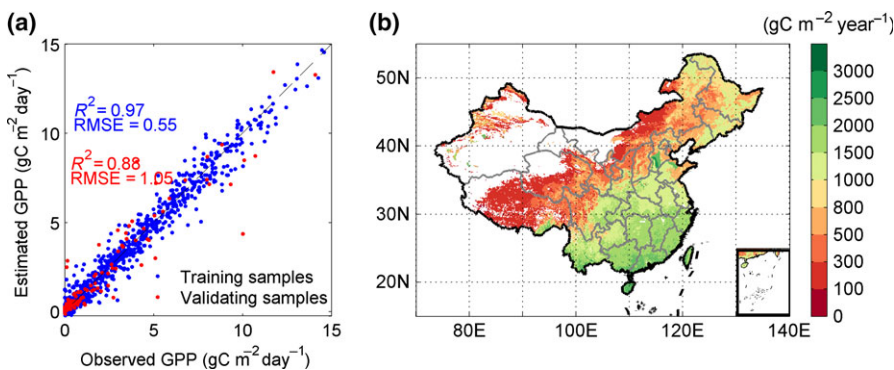 (a)
Estimated GPP (gC m−2 day−1)
15
10
5
0
R2 = 0.97
RMSE = 0.55
R2 = 0.88
RMSE = 1.05
Training samples
Validating samples
0 5 10 15
Observed GPP (gC m−2 day−1)
(b)
(gC m−2 year−1)
50N
40N
30N
20N
80E 100E 120E 140E
3000
2500
2000
1500
1000
800
500
300
100
0